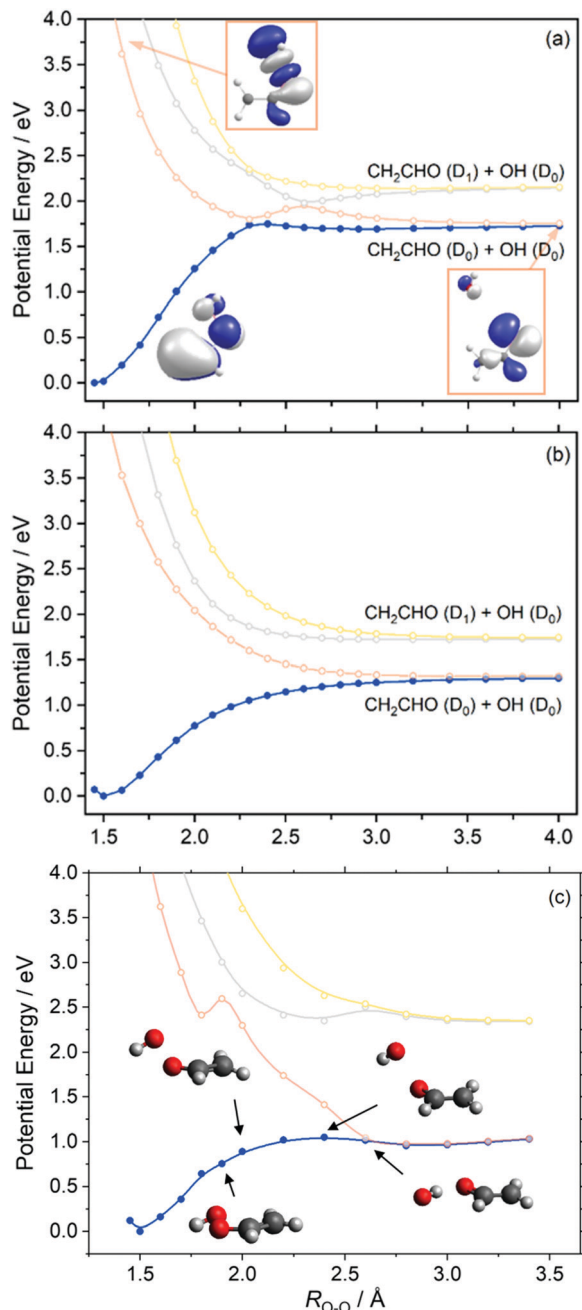 (a)
4.0
3.5
3.0
2.5
2.0
1.5
1.0
0.5
0.0
Potential Energy / eV
CH₂CHO (D₁) + OH (D₀)
CH₂CHO (D₀) + OH (D₀)
(b)
4.0
3.5
3.0
2.5
2.0
1.5
1.0
0.5
0.0
Potential Energy / eV
CH₂CHO (D₁) + OH (D₀)
CH₂CHO (D₀) + OH (D₀)
1.5 2.0 2.5 3.0 3.5 4.0
(c)
4.0
3.5
3.0
2.5
2.0
1.5
1.0
0.5
0.0
Potential Energy / eV
1.5 2.0 2.5 3.0 3.5
R_O-O / Å